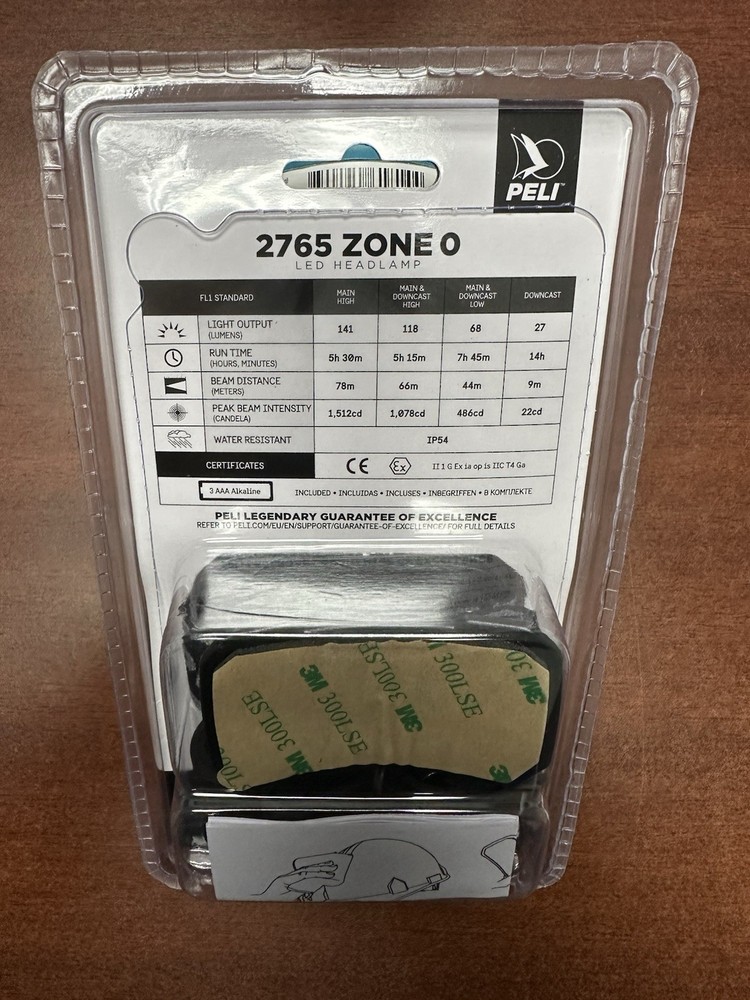 PELI™
2765 ZONE 0
LED HEADLAMP
FL1 STANDARD MAIN HIGH MAIN & DOWNCAST HIGH MAIN & DOWNCAST LOW DOWNCAST
LIGHT OUTPUT (LUMENS) 141 118 68 27
RUN TIME (HOURS, MINUTES) 5h 30m 5h 15m 7h 45m 14h
BEAM DISTANCE (METERS) 78m 66m 44m 9m
PEAK BEAM INTENSITY (CANDELA) 1,512cd 1,078cd 486cd 22cd
WATER RESISTANT IP54
CERTIFICATES CE Ex II 1 G Ex ia op is IIC T4 Ga
3 AAA Alkaline INCLUDED • INCLUIDAS • INCLUSES • INBEGRIFFEN • В КОМПЛЕКТЕ
PELI LEGENDARY GUARANTEE OF EXCELLENCE
REFER TO PELI.COM/EU/EN/SUPPORT/GUARANTEE-OF-EXCELLENCE/ FOR FULL DETAILS
3M 300LSE
3M 300LSE
3M 300LSE
3M 30